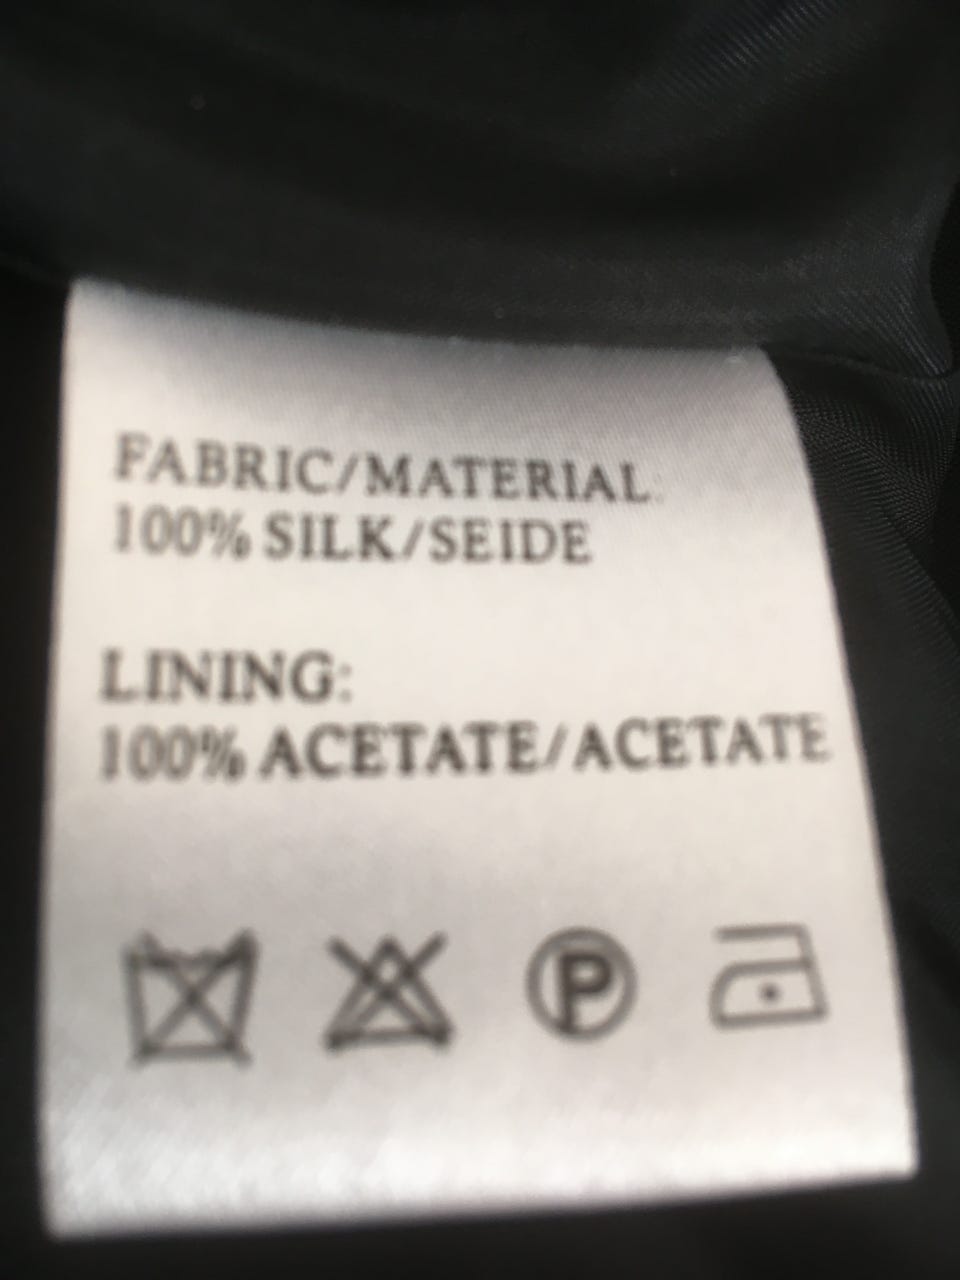 FABRIC/MATERIAL:
100% SILK/SEIDE
LINING:
100% ACETATE/ACETATE
P